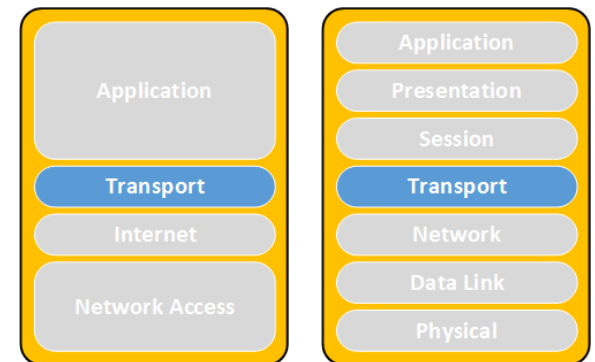 Application
Transport
Internet
Network Access
Application
Presentation
Session
Transport
Network
Data Link
Physical